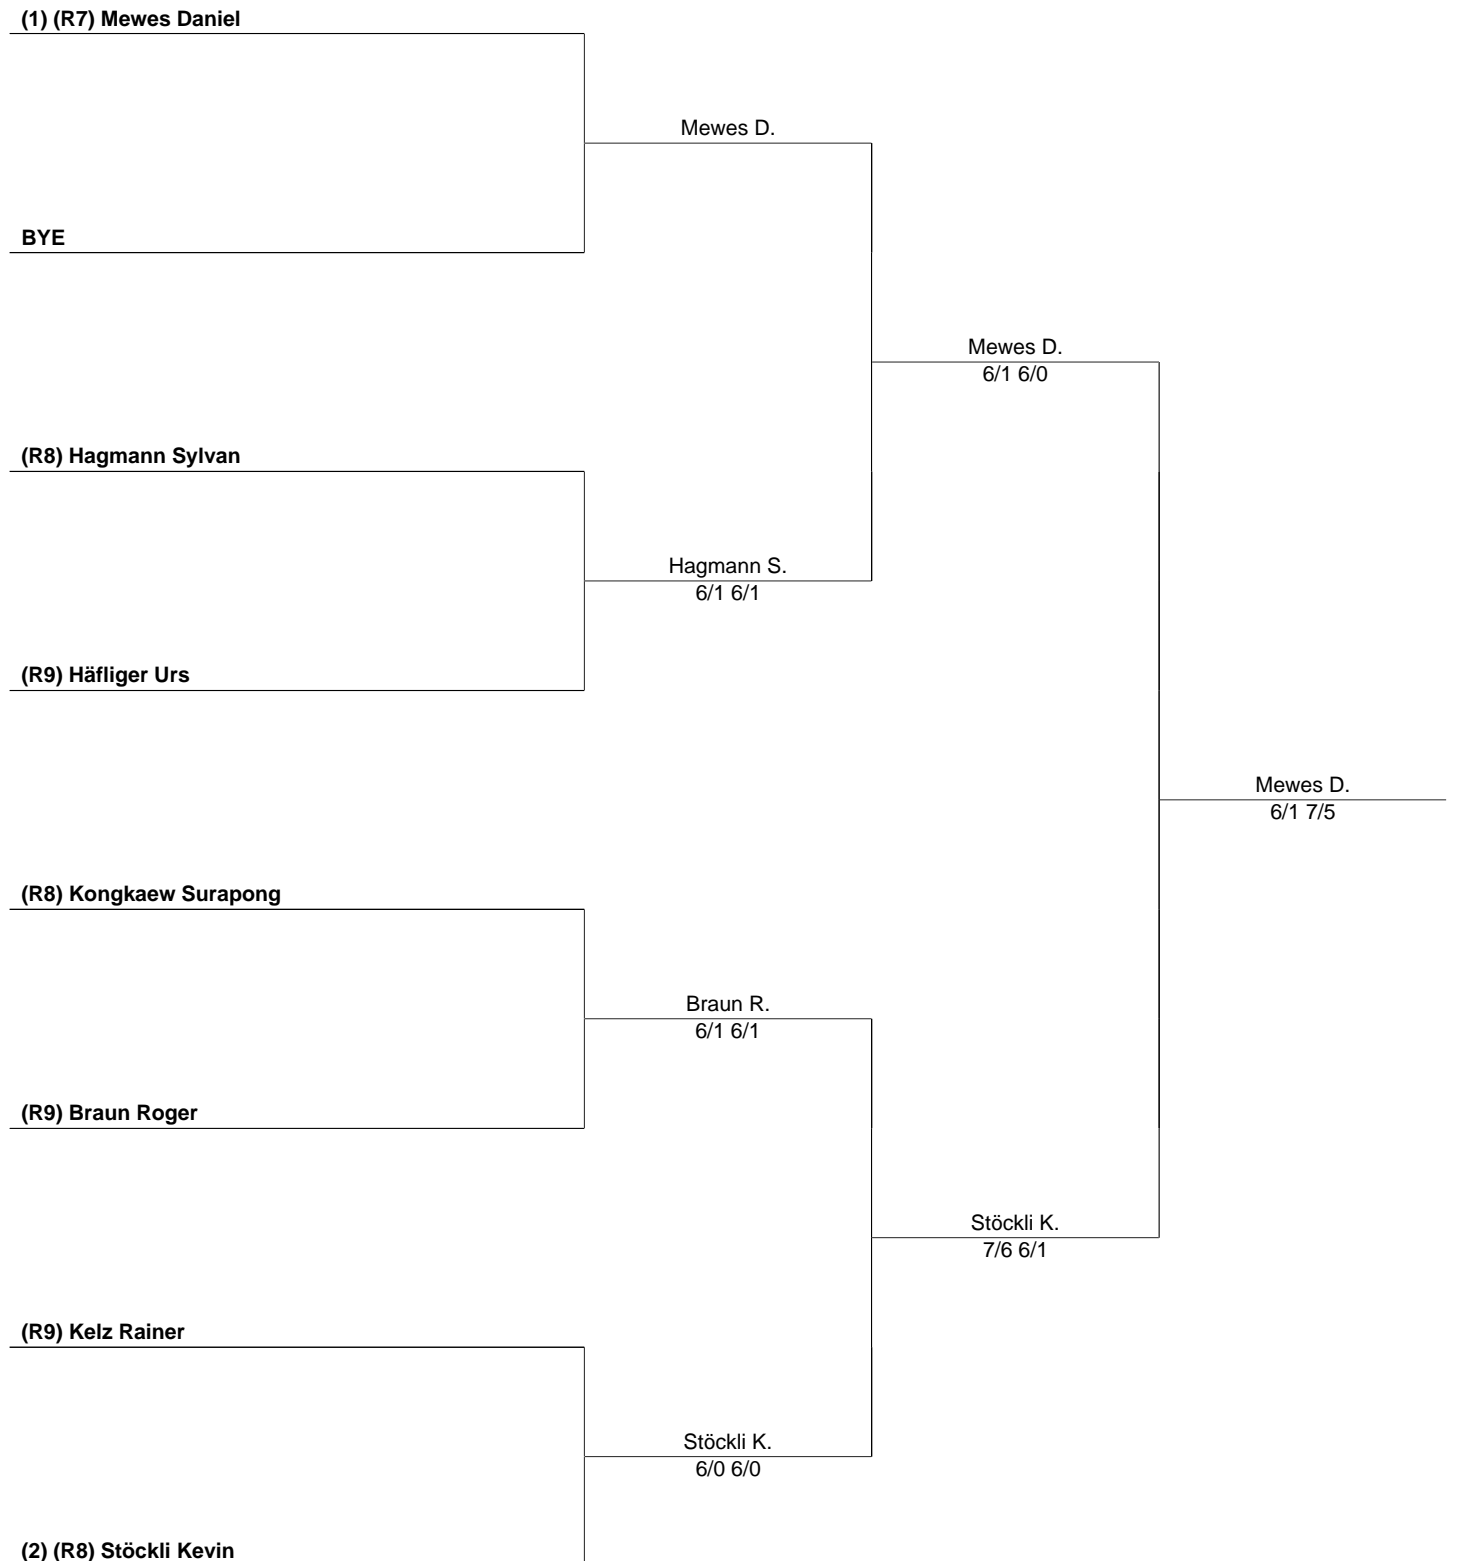 (1) (R7) Mewes Daniel
Mewes D.
BYE
Mewes D.
6/1 6/0
(R8) Hagmann Sylvan
Hagmann S.
6/1 6/1
(R9) Häfliger Urs
Mewes D.
6/1 7/5
(R8) Kongkaew Surapong
Braun R.
6/1 6/1
(R9) Braun Roger
Stöckli K.
7/6 6/1
(R9) Kelz Rainer
Stöckli K.
6/0 6/0
(2) (R8) Stöckli Kevin